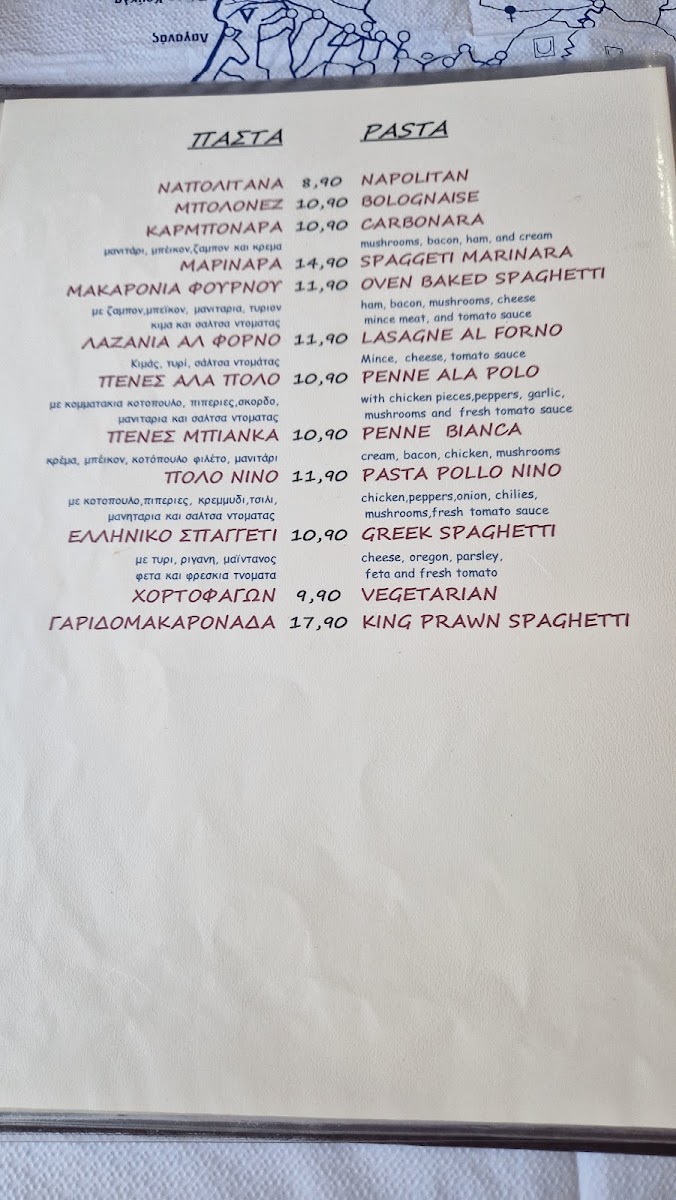 Λαγανάς
ΠΑΣΤΑ PASTA
ΝΑΠΟΛΙΤΑΝΑ 8,90 NAPOLITAN
ΜΠΟΛΟΝΕΖ 10,90 BOLOGNAISE
ΚΑΡΜΠΟΝΑΡΑ 10,90 CARBONARA
μανιτάρι, μπέικον,ζαμπον και κρεμα mushrooms, bacon, ham, and cream
ΜΑΡΙΝΑΡΑ 14,90 SPAGGETI MARINARA
ΜΑΚΑΡΟΝΙΑ ΦΟΥΡΝΟΥ 11,90 OVEN BAKED SPAGHETTI
με ζαμπον,μπεϊκον, μανιταρια, τυριον ham, bacon, mushrooms, cheese
κιμα και σαλτσα ντοματας mince meat, and tomato sauce
ΛΑΖΑΝΙΑ ΑΛ ΦΟΡΝΟ 11,90 LASAGNE AL FORNO
Κιμάς, τυρί, σάλτσα ντομάτας Mince, cheese, tomato sauce
ΠΕΝΕΣ ΑΛΑ ΠΟΛΟ 10,90 PENNE ALA POLO
με κομματακια κοτοπουλο, πιπεριες,σκορδο, with chicken pieces,peppers, garlic,
μανιταρια και σαλτσα ντοματας mushrooms and fresh tomato sauce
ΠΕΝΕΣ ΜΠΙΑΝΚΑ 10,90 PENNE BIANCA
κρέμα, μπέικον, κοτόπουλο φιλέτο, μανιτάρι cream, bacon, chicken, mushrooms
ΠΟΛΟ ΝΙΝΟ 11,90 PASTA POLLO NINO
με κοτοπουλο,πιπεριες, κρεμμυδι,τσιλι, chicken,peppers,onion, chilies,
μανηταρια και σαλτσα ντοματας mushrooms,fresh tomato sauce
ΕΛΛΗΝΙΚΟ ΣΠΑΓΓΕΤΙ 10,90 GREEK SPAGHETTI
με τυρι, ριγανη, μαϊντανος cheese, oregon, parsley,
φετα και φρεσκια τνοματα feta and fresh tomato
ΧΟΡΤΟΦΑΓΩΝ 9,90 VEGETARIAN
ΓΑΡΙΔΟΜΑΚΑΡΟΝΑΔΑ 17,90 KING PRAWN SPAGHETTI